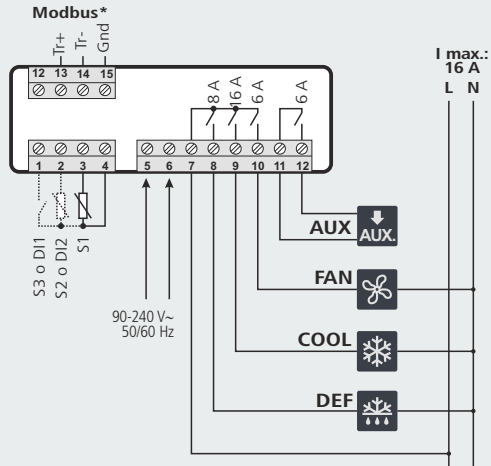 Modbus*
Tr+
Tr-
Gnd
12 13 14 15
8 A
16 A
6 A
6 A
I max.:
16 A
L N
1 2 3 4
5 6 7 8 9 10 11 12
S3 o DI1
S2 o DI2
S1
90-240 V~
50/60 Hz
AUX
AUX.
FAN
COOL
DEF